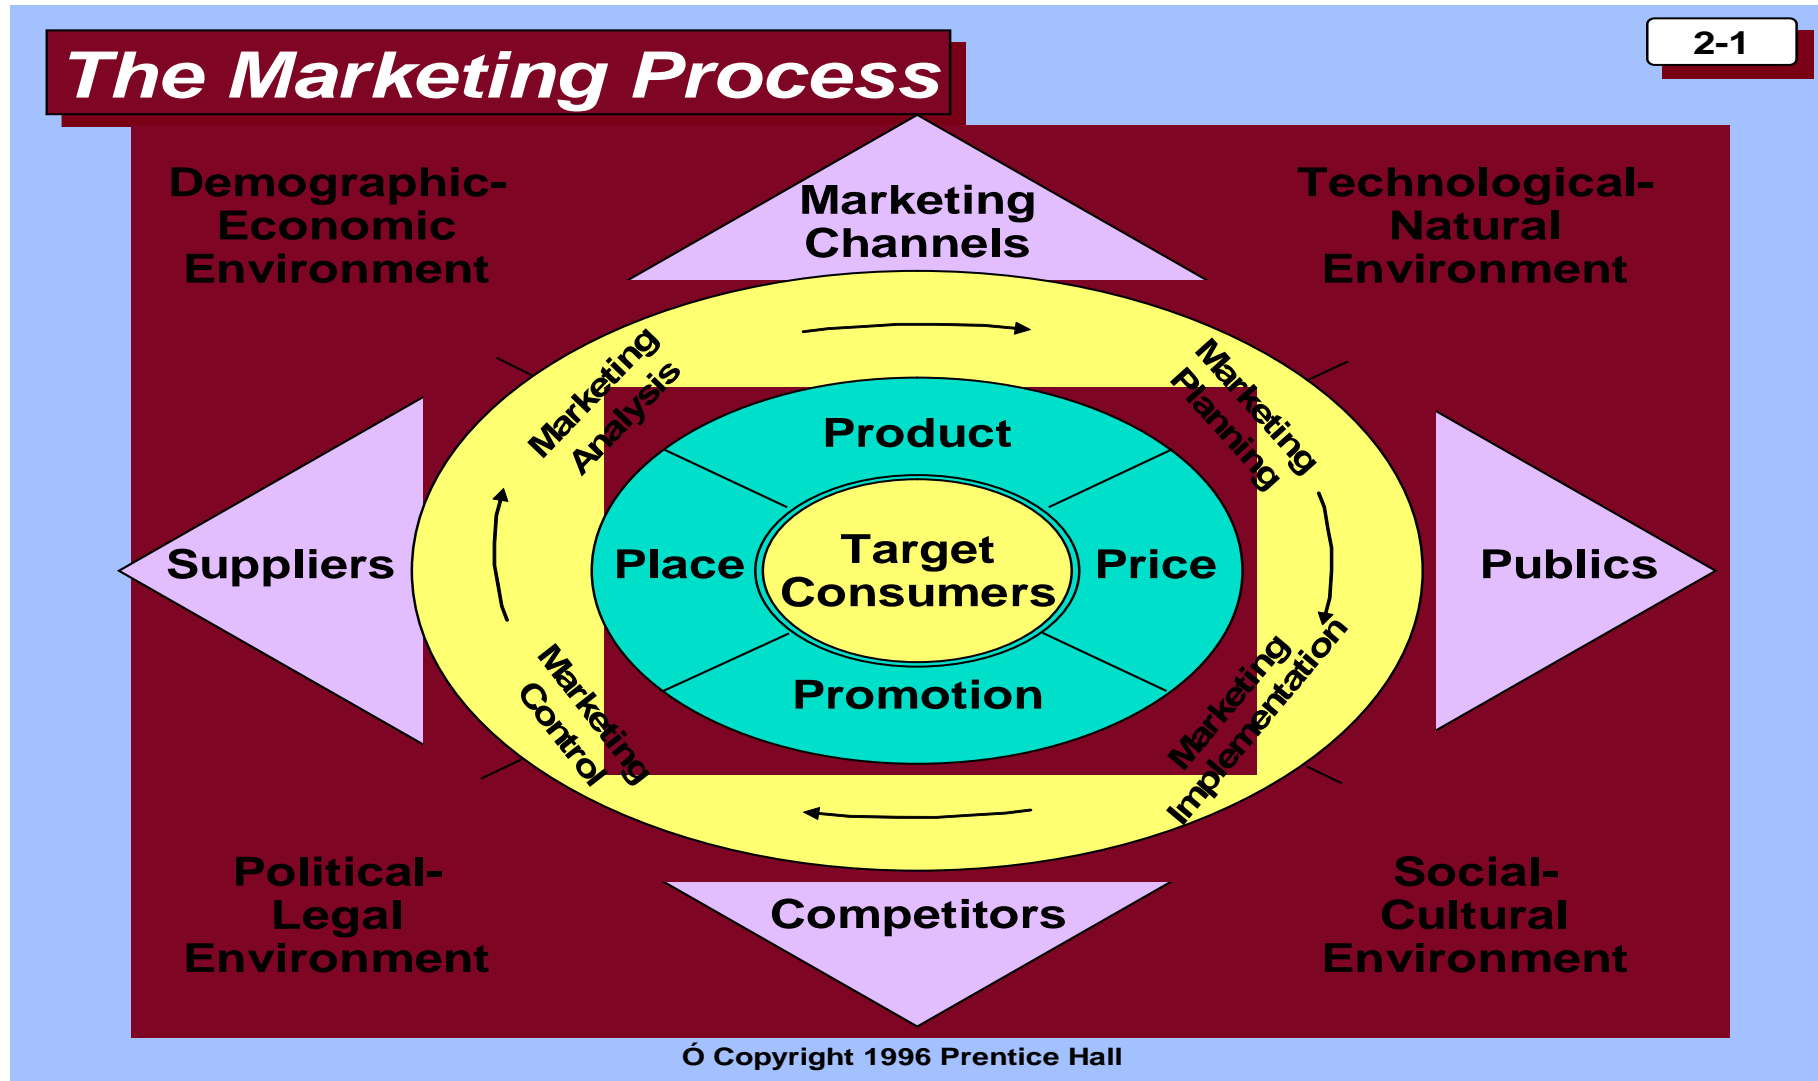 The Marketing Process
2-1
Demographic-
Economic
Environment
Marketing
Channels
Technological-
Natural
Environment
Marketing
Analysis
Marketing
Planning
Product
Suppliers
Place
Target
Consumers
Price
Publics
Promotion
Marketing
Control
Marketing
Implementation
Political-
Legal
Environment
Competitors
Social-
Cultural
Environment
Ó Copyright 1996 Prentice Hall